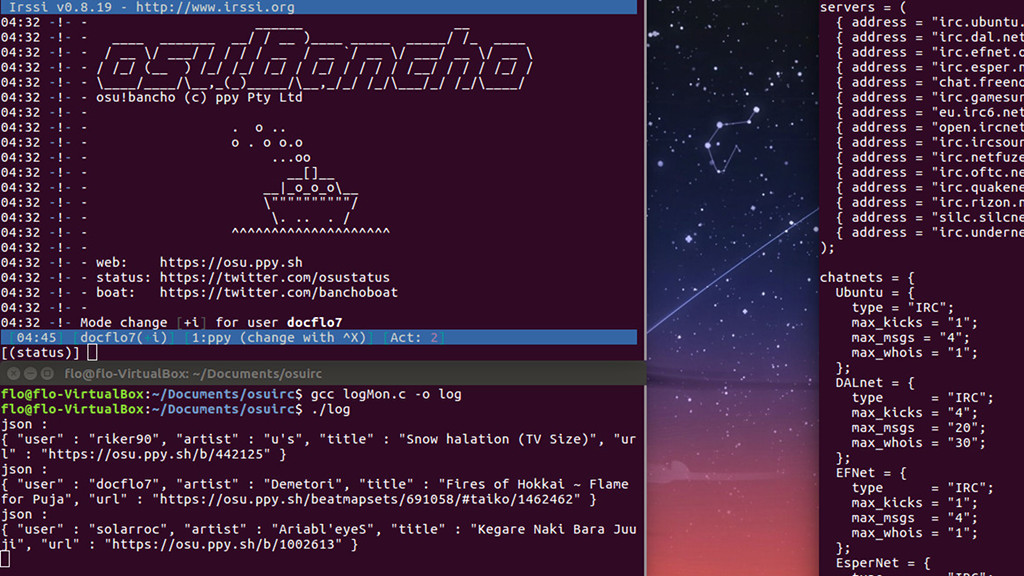 Irssi v0.8.19 - http://www.irssi.org
04:32 -!- -
04:32 -!- -
04:32 -!- -
04:32 -!- -
04:32 -!- -
04:32 -!- - osu!bancho (c) ppy Pty Ltd
04:32 -!- -
04:32 -!- - . o ..
04:32 -!- - o . o o.o
04:32 -!- - ...oo
04:32 -!- - __[]__
04:32 -!- - __|_o_o_o\__
04:32 -!- - \""""""""""/
04:32 -!- - \. .. . /
04:32 -!- - ^^^^^^^^^^^^^^^^^^^^
04:32 -!- -
04:32 -!- - web: https://osu.ppy.sh
04:32 -!- - status: https://twitter.com/osustatus
04:32 -!- - boat: https://twitter.com/banchoboat
04:32 -!- -
04:32 -!- Mode change [+i] for user docflo7
[04:45] [docflo7(+i)] [1:ppy (change with ^X)] [Act: 2]
[(status)]
flo@flo-VirtualBox: ~/Documents/osuirc
flo@flo-VirtualBox:~/Documents/osuirc$ gcc logMon.c -o log
flo@flo-VirtualBox:~/Documents/osuirc$ ./log
json :
{ "user" : "riker90", "artist" : "u's", "title" : "Snow halation (TV Size)", "ur
l" : "https://osu.ppy.sh/b/442125" }
json :
{ "user" : "docflo7", "artist" : "Demetori", "title" : "Fires of Hokkai ~ Flame
for Puja", "url" : "https://osu.ppy.sh/beatmapsets/691058/#taiko/1462462" }
json :
{ "user" : "solarroc", "artist" : "Ariabl'eyeS", "title" : "Kegare Naki Bara Juu
ji", "url" : "https://osu.ppy.sh/b/1002613" }
servers = (
{ address = "irc.ubuntu.
{ address = "irc.dal.net
{ address = "irc.efnet.o
{ address = "irc.esper.n
{ address = "chat.freeno
{ address = "irc.gamesur
{ address = "eu.irc6.net
{ address = "open.ircnet
{ address = "irc.ircsour
{ address = "irc.netfuze
{ address = "irc.oftc.ne
{ address = "irc.quakene
{ address = "irc.rizon.n
{ address = "silc.silcne
{ address = "irc.underne
);
chatnets = {
Ubuntu = {
type = "IRC";
max_kicks = "1";
max_msgs = "4";
max_whois = "1";
};
DALnet = {
type = "IRC";
max_kicks = "4";
max_msgs = "20";
max_whois = "30";
};
EFNet = {
type = "IRC";
max_kicks = "1";
max_msgs = "4";
max_whois = "1";
};
EsperNet = {